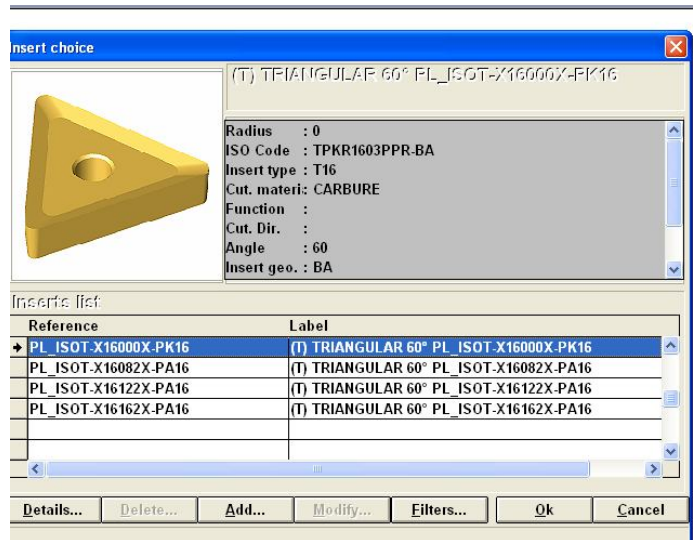 Insert choice
(T) TRIANGULAR 60° PL_ISOT-X16000X-PK16
Radius : 0
ISO Code : TPKR1603PPR-BA
Insert type : T16
Cut. materi.: CARBURE
Function :
Cut. Dir. :
Angle : 60
Insert geo. : BA
Inserts list
Reference Label
PL_ISOT-X16000X-PK16 (T) TRIANGULAR 60° PL_ISOT-X16000X-PK16
PL_ISOT-X16082X-PA16 (T) TRIANGULAR 60° PL_ISOT-X16082X-PA16
PL_ISOT-X16122X-PA16 (T) TRIANGULAR 60° PL_ISOT-X16122X-PA16
PL_ISOT-X16162X-PA16 (T) TRIANGULAR 60° PL_ISOT-X16162X-PA16
Details... Delete... Add... Modify... Filters... Ok Cancel